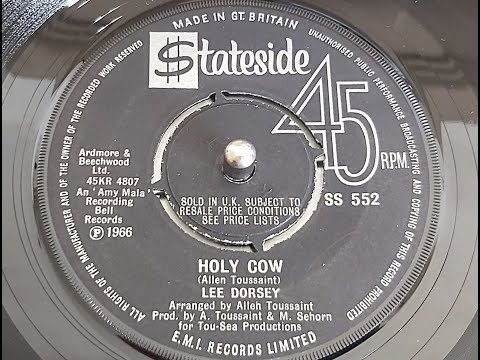 MADE IN GT. BRITAIN
UNAUTHORISED PUBLIC PERFORMANCE BROADCASTING AND COPYING OF THIS RECORD PROHIBITED
ALL RIGHTS OF THE MANUFACTURER AND OF THE OWNER OF THE RECORDED WORK RESERVED
$tateside
45
R.P.M.
Ardmore &
Beechwood
Ltd.
45KR 4807
An 'Amy Mala'
Recording
Bell
Records
℗ 1966
SOLD IN U.K. SUBJECT TO
RESALE PRICE CONDITIONS
SEE PRICE LISTS
SS 552
HOLY COW
(Allen Toussaint)
LEE DORSEY
Arranged by Alleh Toussaint
Prod. by A. Toussaint & M. Sehorn
for Tou-Sea Productions
E.M.I. RECORDS LIMITED